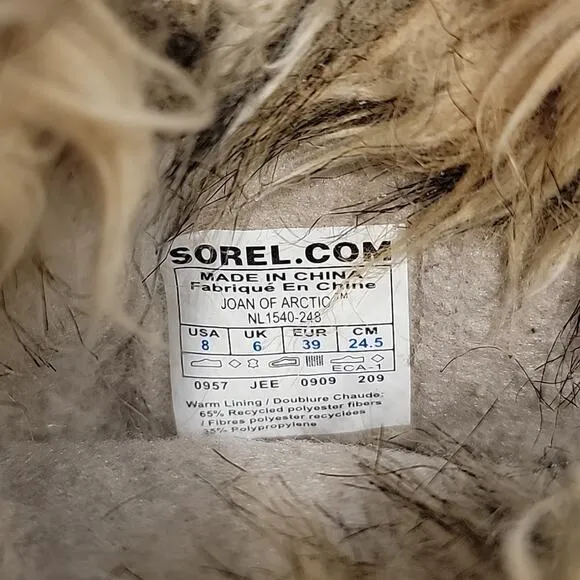 SOREL.COM
MADE IN CHINA
Fabriqué En Chine
JOAN OF ARCTIC™
NL1540-248
USA UK EUR CM
8 6 39 24.5
ECA-1
0957 JEE 0909 209
Warm Lining / Doublure Chaude:
65% Recycled polyester fibers
/ Fibres polyester recyclées
35% Polypropylene